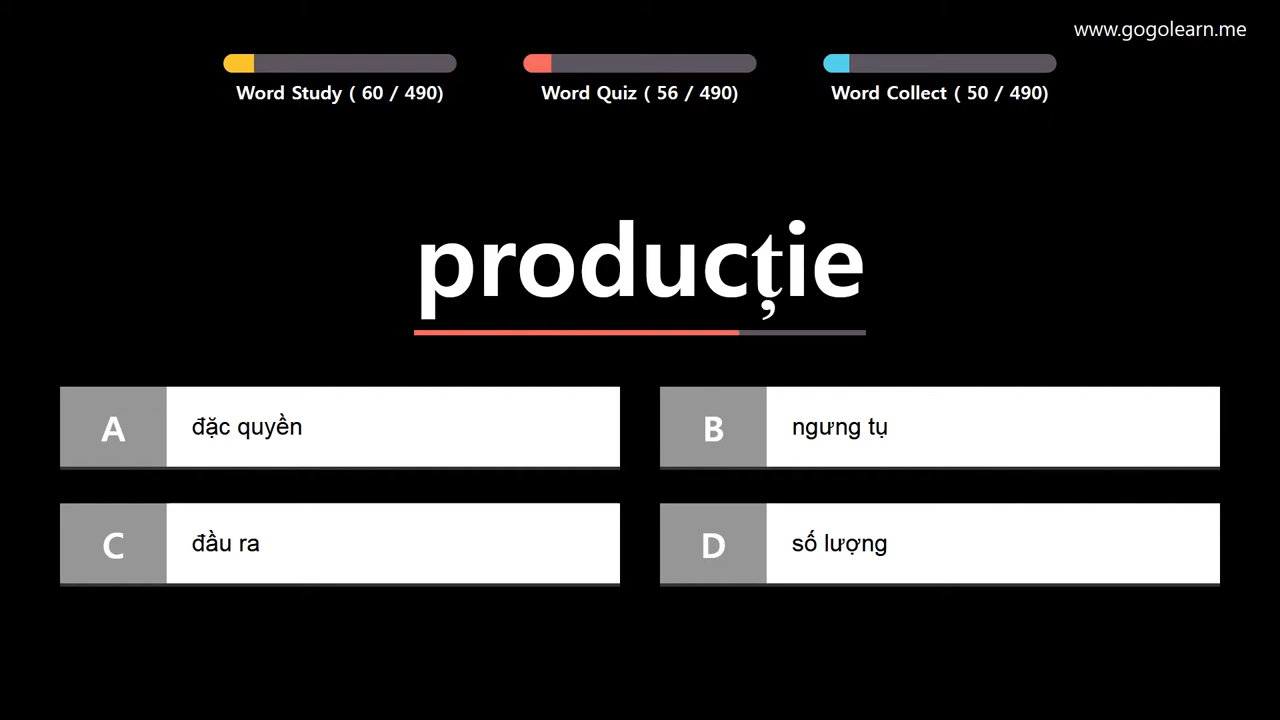 www.gogolearn.me
Word Study ( 60 / 490)
Word Quiz ( 56 / 490)
Word Collect ( 50 / 490)
producție
A đặc quyền
B ngưng tụ
C đầu ra
D số lượng